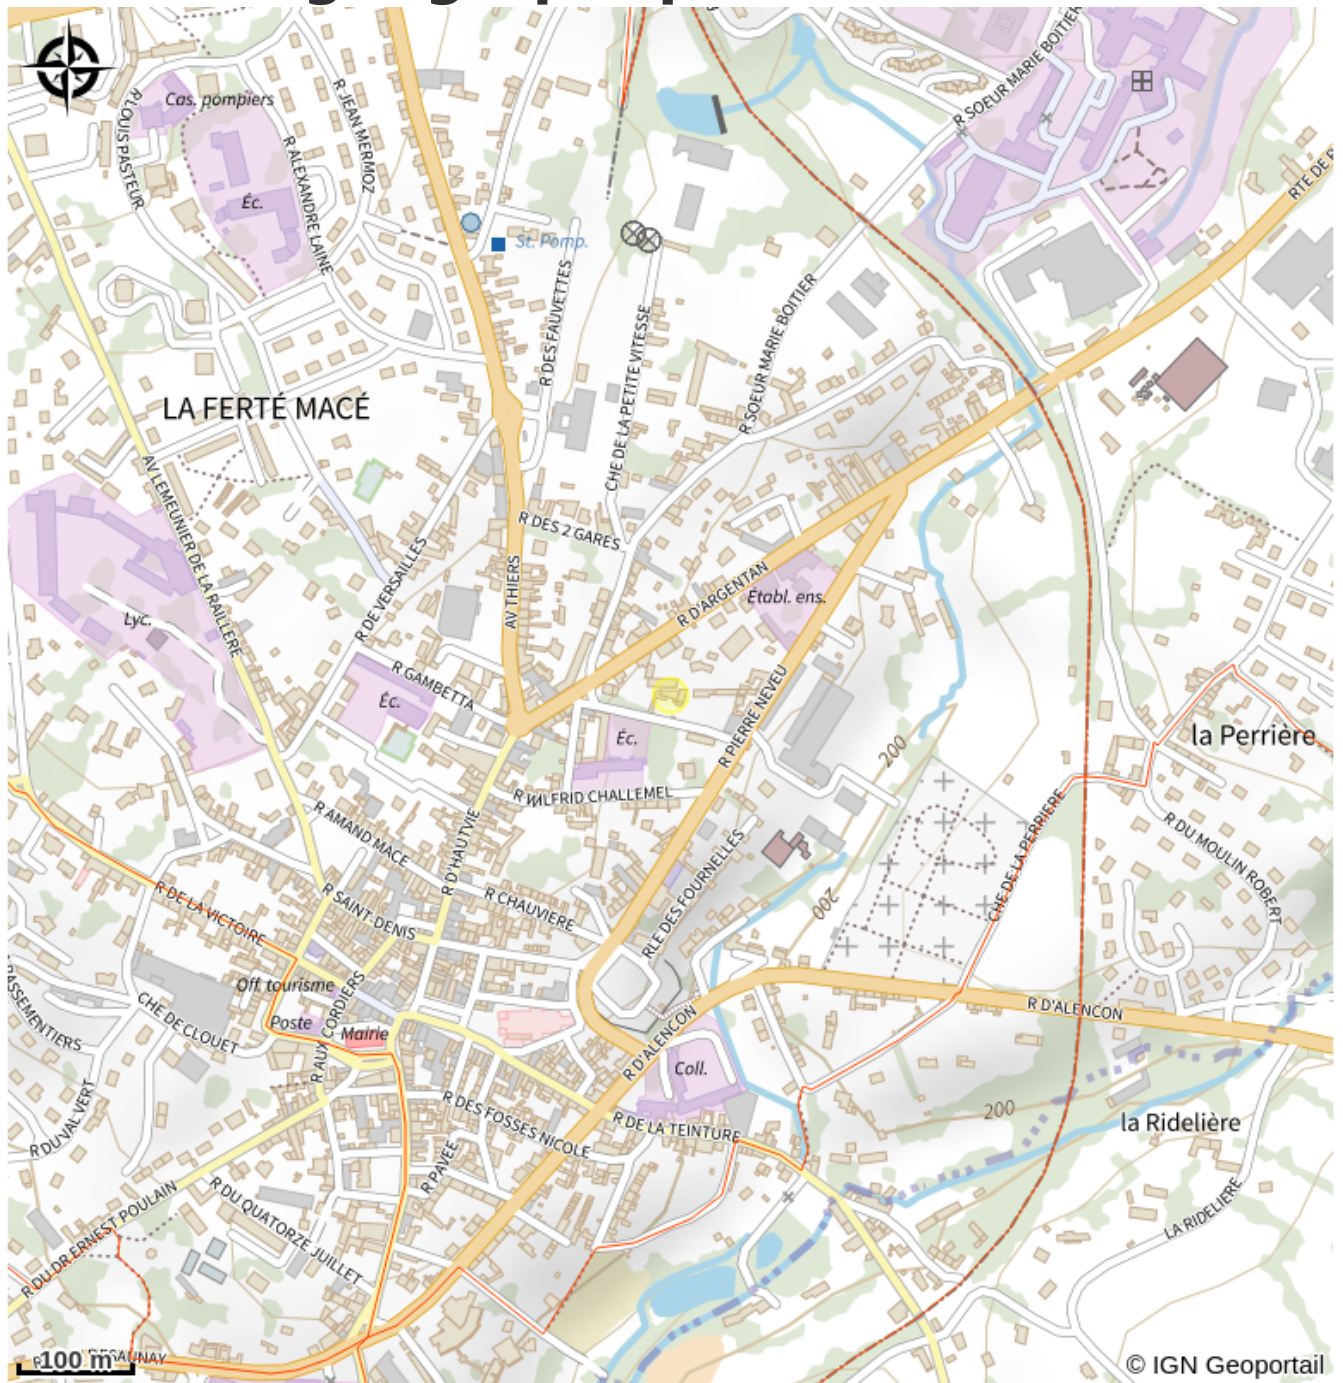 R SOEUR MARIE BOITIER
Cas. pompiers
R LOUIS PASTEUR
R JEAN MERMOZ
R ALEXANDRE LAINE
Éc.
St. Pomp.
R DES FAUVETTES
CHE DE LA PETITE VITESSE
R SOEUR MARIE BOITIER
LA FERTÉ MACÉ
AV LEMEUNIER DE LA RAILLERE
R DES 2 GARES
R DE VERSAILLES
AV THIERS
R D'ARGENTAN
Établ. ens.
Lyc.
R GAMBETTA
Éc.
Éc.
R PIERRE NEVEU
200
la Perrière
R WILFRID CHALLEMEL
R AMAND MACE
R D'HAUTVIE
R CHAUVIERE
RLE DES FOURNELLES
CHE DE LA PERRIERE
R DU MOULIN ROBERT
R DE LA VICTOIRE
R SAINT-DENIS
200
Off. tourisme
R AUX CORDIERS
Poste
Mairie
CHE DE CLOUET
PASSEMENTIERS
R D'ALENCON
R D'ALENCON
Coll.
R DU VAL VERT
R DES FOSSES NICOLE
R DE LA TEINTURE
200
la Ridelière
R PAVEE
R DU DR ERNEST POULAIN
R DU QUATORZE JUILLET
LA RIDELIERE
100 m
© IGN Geoportail